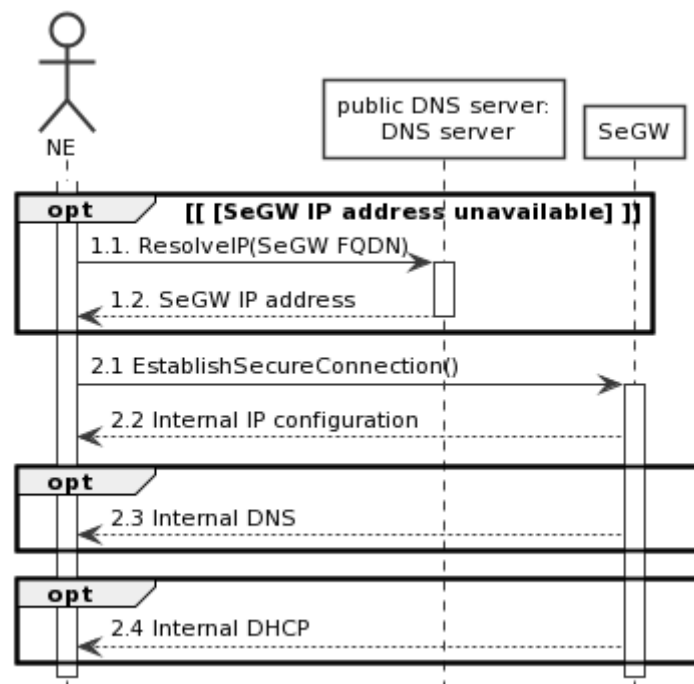 public DNS server:
DNS server
SeGW
NE
opt
[[ [SeGW IP address unavailable] ]]
1.1. ResolveIP(SeGW FQDN)
1.2. SeGW IP address
2.1 EstablishSecureConnection()
2.2 Internal IP configuration
opt
2.3 Internal DNS
opt
2.4 Internal DHCP